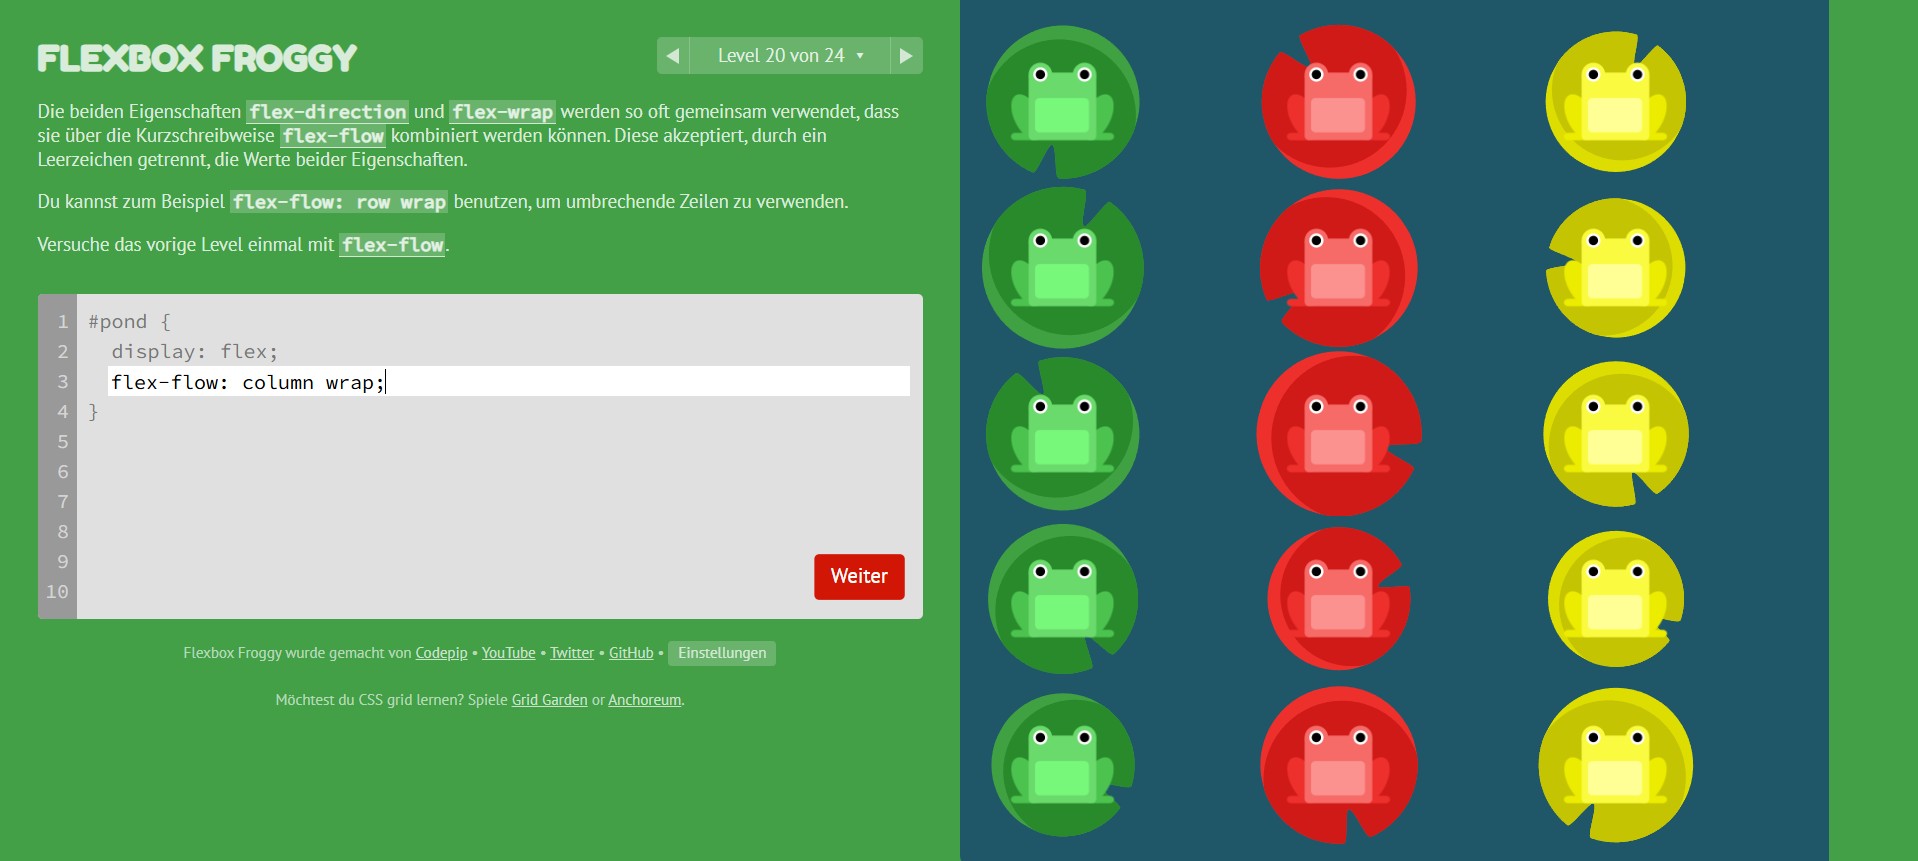 FLEXBOX FROGGY
Level 20 von 24
Die beiden Eigenschaften flex-direction und flex-wrap werden so oft gemeinsam verwendet, dass
sie über die Kurzschreibweise flex-flow kombiniert werden können. Diese akzeptiert, durch ein
Leerzeichen getrennt, die Werte beider Eigenschaften.
Du kannst zum Beispiel flex-flow: row wrap benutzen, um umbrechende Zeilen zu verwenden.
Versuche das vorige Level einmal mit flex-flow.
1 #pond {
2 display: flex;
3 flex-flow: column wrap;
4 }
5
6
7
8
9
10
Weiter
Flexbox Froggy wurde gemacht von Codepip • YouTube • Twitter • GitHub • Einstellungen
Möchtest du CSS grid lernen? Spiele Grid Garden or Anchoreum.